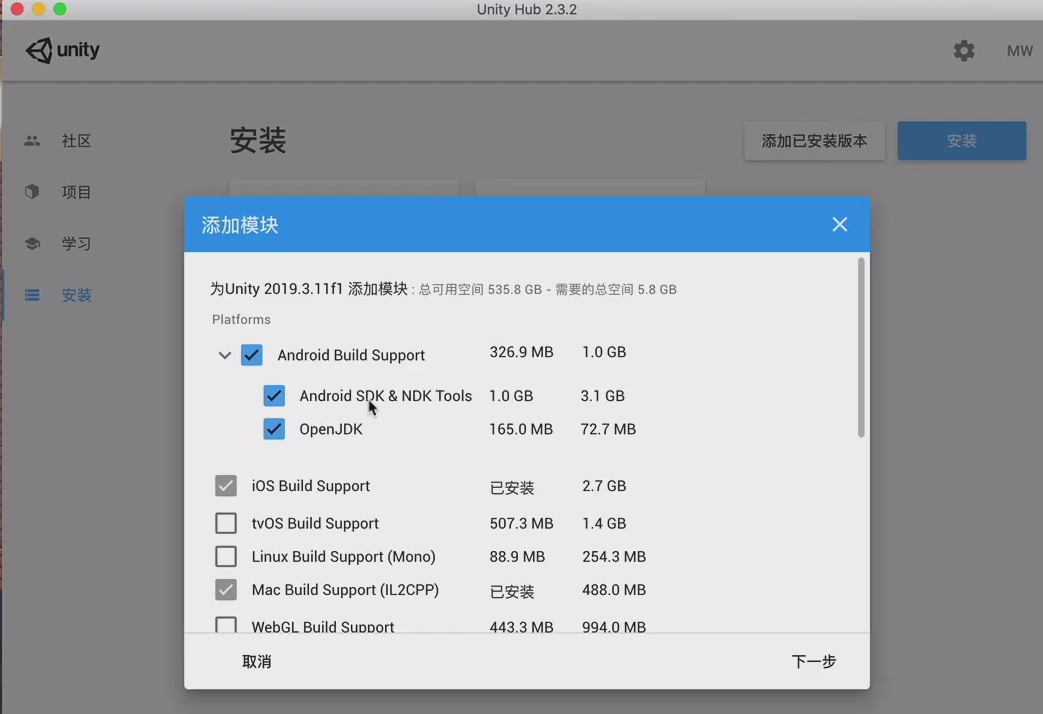 Unity Hub 2.3.2
unity
MW
社区
项目
学习
安装
安装
添加已安装版本
安装
添加模块
为Unity 2019.3.11f1 添加模块 : 总可用空间 535.8 GB - 需要的总空间 5.8 GB
Platforms
Android Build Support 326.9 MB 1.0 GB
Android SDK & NDK Tools 1.0 GB 3.1 GB
OpenJDK 165.0 MB 72.7 MB
iOS Build Support 已安装 2.7 GB
tvOS Build Support 507.3 MB 1.4 GB
Linux Build Support (Mono) 88.9 MB 254.3 MB
Mac Build Support (IL2CPP) 已安装 488.0 MB
WebGL Build Support 443.3 MB 994.0 MB
取消
下一步